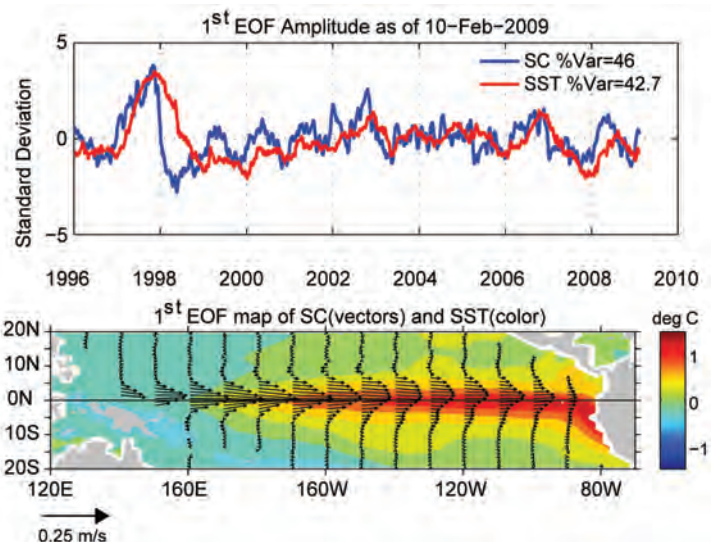 1st EOF Amplitude as of 10-Feb-2009
Standard Deviation
5
0
−5
SC %Var=46
SST %Var=42.7
1996 1998 2000 2002 2004 2006 2008 2010
1st EOF map of SC(vectors) and SST(color)
deg C
20N
10N
0N
10S
20S
1
0
−1
120E 160E 160W 120W 80W
0.25 m/s